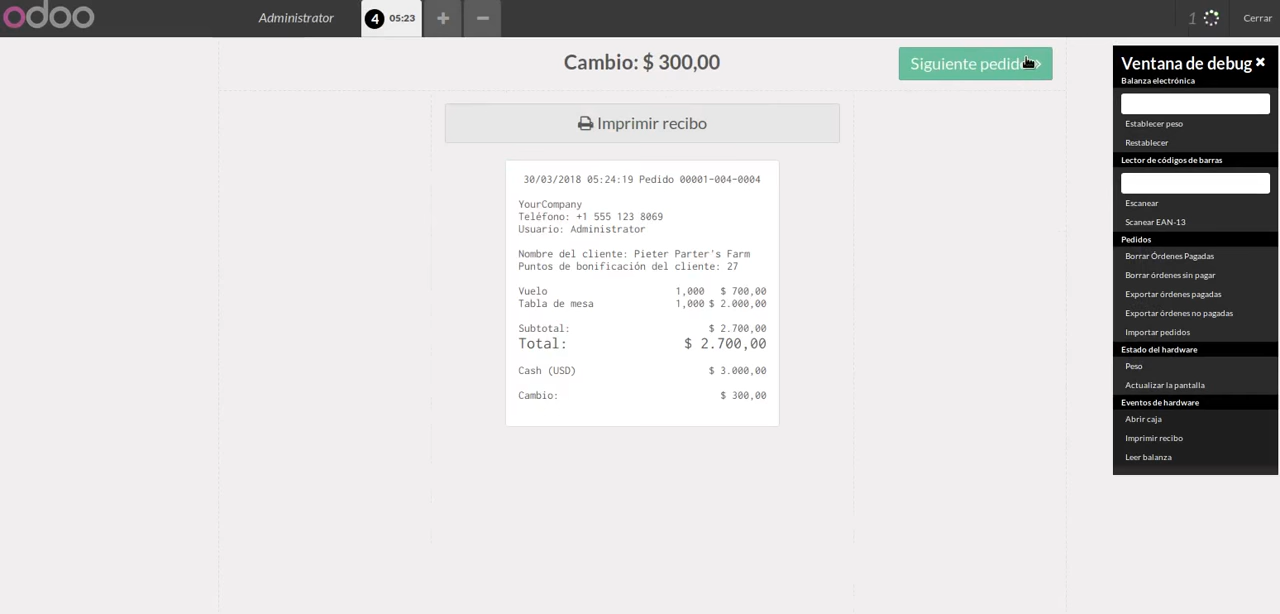 odoo
Administrator
4 05:23
1
Cerrar
Cambio: $ 300,00
Siguiente pedido
Imprimir recibo
30/03/2018 05:24:19 Pedido 00001-004-0004
YourCompany
Teléfono: +1 555 123 8069
Usuario: Administrator
Nombre del cliente: Pieter Parter's Farm
Puntos de bonificación del cliente: 27
Vuelo 1,000 $ 700,00
Tabla de mesa 1,000 $ 2.000,00
Subtotal: $ 2.700,00
Total: $ 2.700,00
Cash (USD) $ 3.000,00
Cambio: $ 300,00
Ventana de debug
Balanza electrónica
Establecer peso
Restablecer
Lector de códigos de barras
Escanear
Scanear EAN-13
Pedidos
Borrar Órdenes Pagadas
Borrar órdenes sin pagar
Exportar órdenes pagadas
Exportar órdenes no pagadas
Importar pedidos
Estado del hardware
Peso
Actualizar la pantalla
Eventos de hardware
Abrir caja
Imprimir recibo
Leer balanza